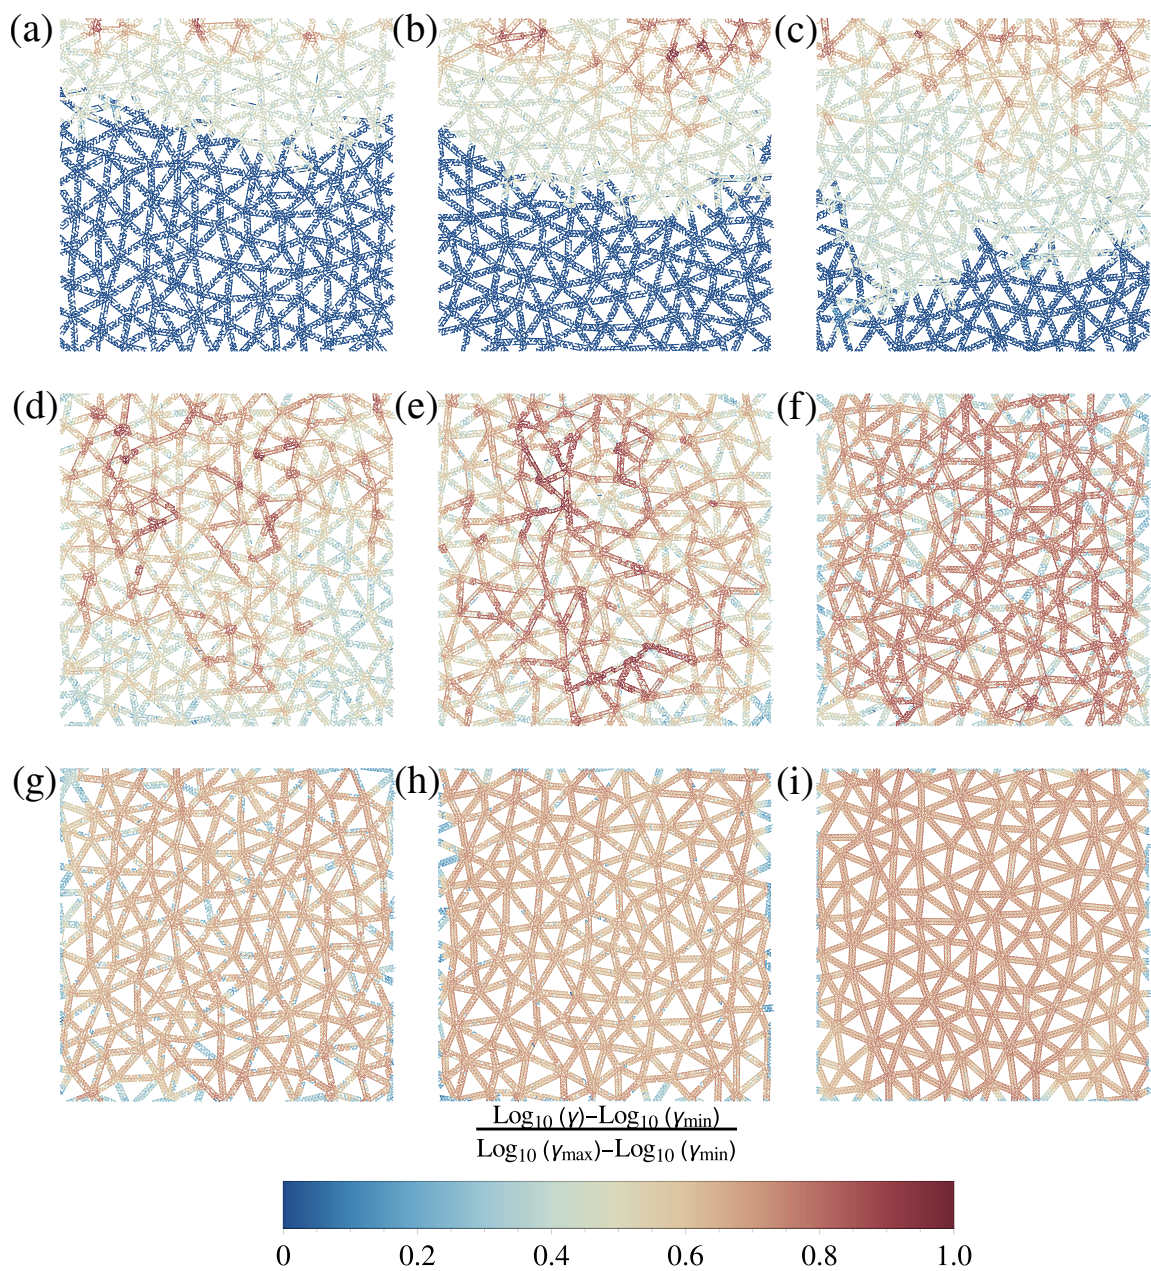 (a) (b) (c)
(d) (e) (f)
(g) (h) (i)
Log10 (γ)−Log10 (γmin)
Log10 (γmax)−Log10 (γmin)
0 0.2 0.4 0.6 0.8 1.0